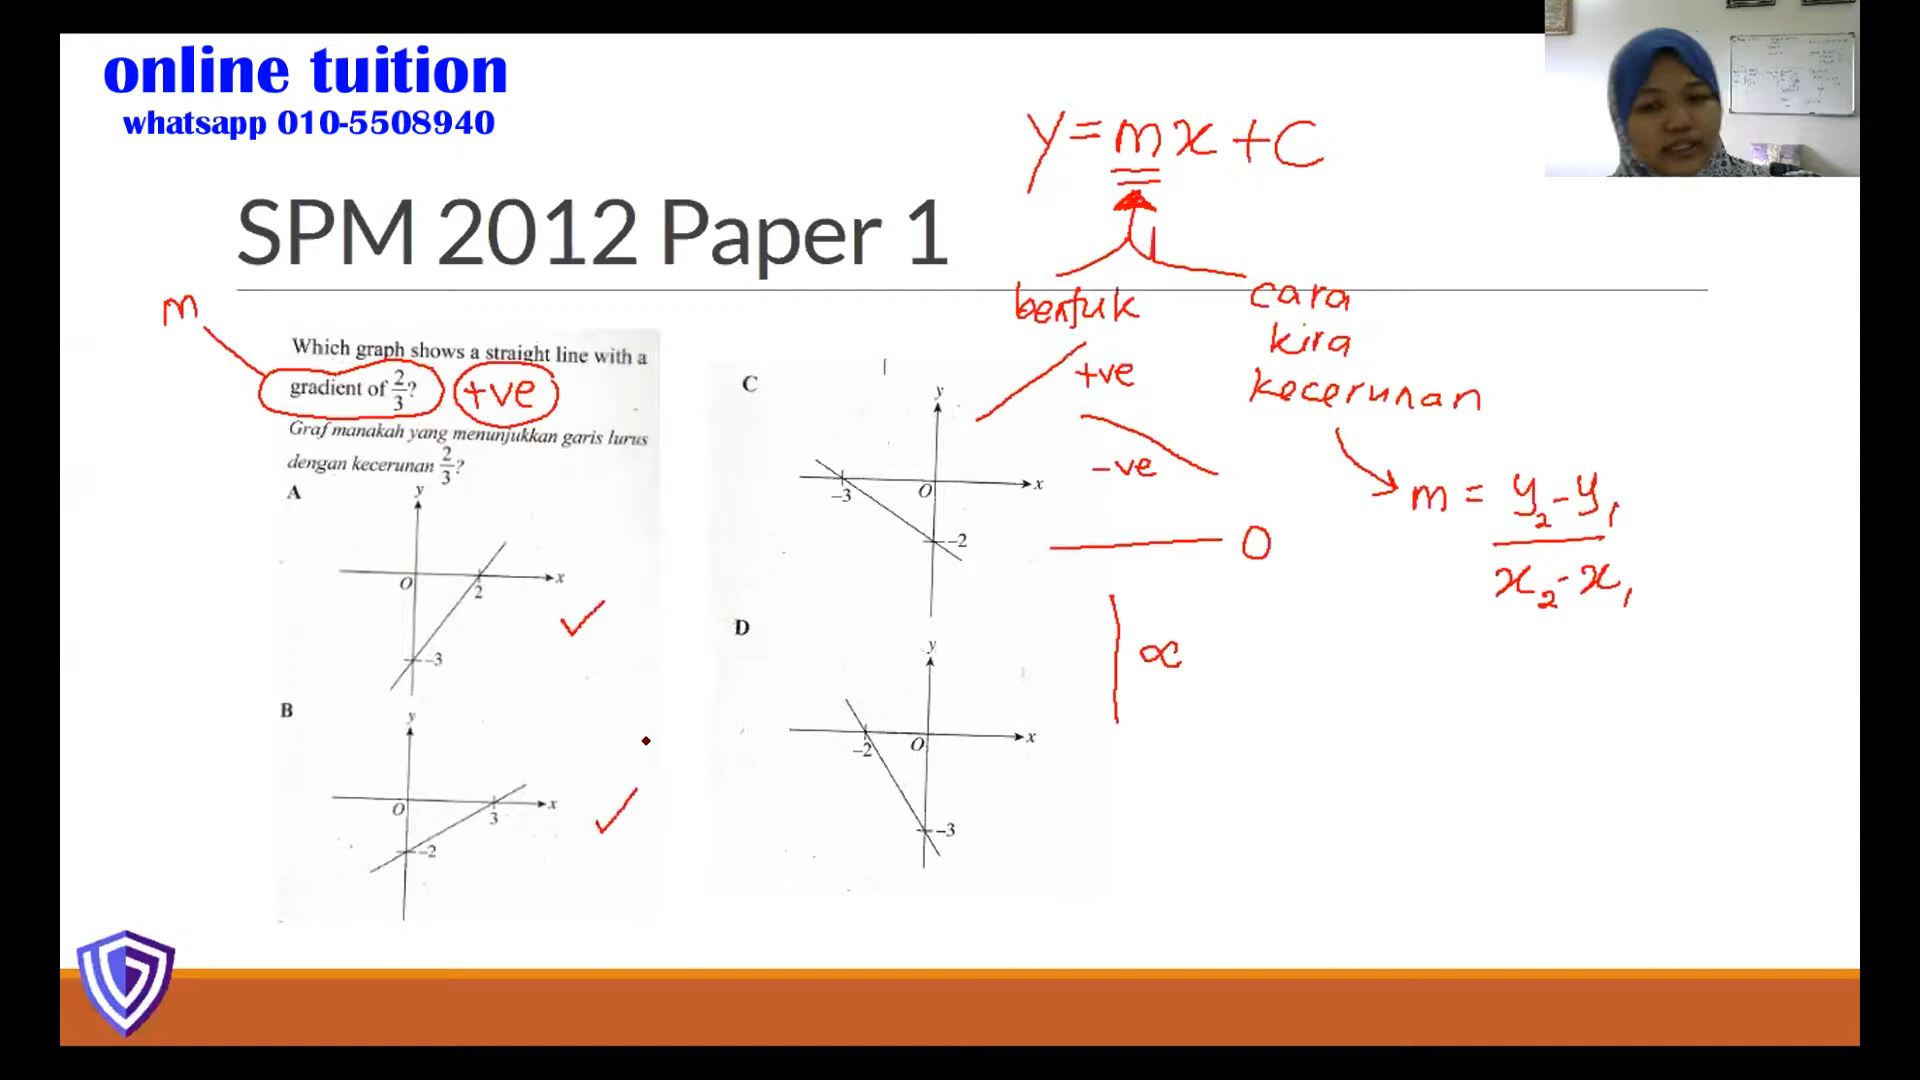 online tuition
whatsapp 010-5508940
SPM 2012 Paper 1
y = mx + C
bentuk
cara
kira
kecerunan
+ve
-ve
0
∝
m = y₂ - y₁
x₂ - x₁
m
Which graph shows a straight line with a
gradient of 2/3?
+ve
Graf manakah yang menunjukkan garis lurus
dengan kecerunan 2/3?
A
y
O
2
x
-3
B
y
O
3
x
-2
C
y
-3
O
x
-2
D
y
-2
O
x
-3